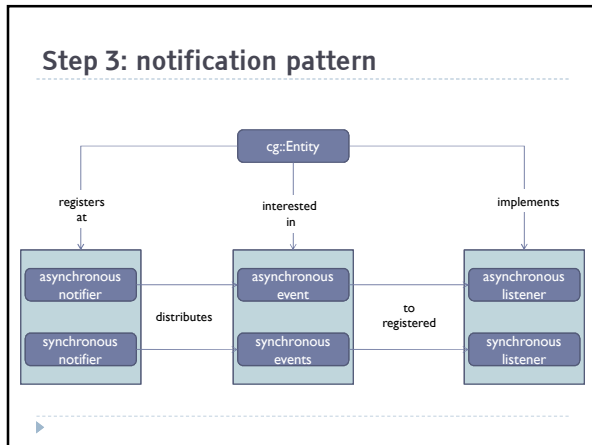 Step 3: notification pattern
cg::Entity
registers
at
interested
in
implements
asynchronous
notifier
asynchronous
event
asynchronous
listener
distributes
to
registered
synchronous
notifier
synchronous
events
synchronous
listener